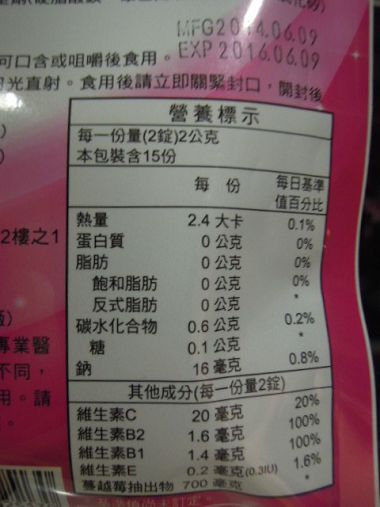 MFG2014.06.09
可口含或咀嚼後食用。EXP 2016.06.09
光直射。食用後請立即關緊封口，開封後
營養標示
每一份量(2錠)2公克
本包裝含15份
每 份 每日基準
值百分比
熱量 2.4 大卡 0.1%
2樓之1 蛋白質 0 公克 0%
脂肪 0 公克 0%
飽和脂肪 0 公克 0%
反式脂肪 0 公克 *
碳水化合物 0.6 公克 0.2%
糖 0.1 公克 *
專業醫
鈉 16 毫克 0.8%
不同，
其他成分(每一份量2錠)
用。請
維生素C 20 毫克 20%
維生素B2 1.6 毫克 100%
維生素B1 1.4 毫克 100%
維生素E 0.2 毫克(0.3IU) 1.6%
蔓越莓抽出物 700 毫克 *